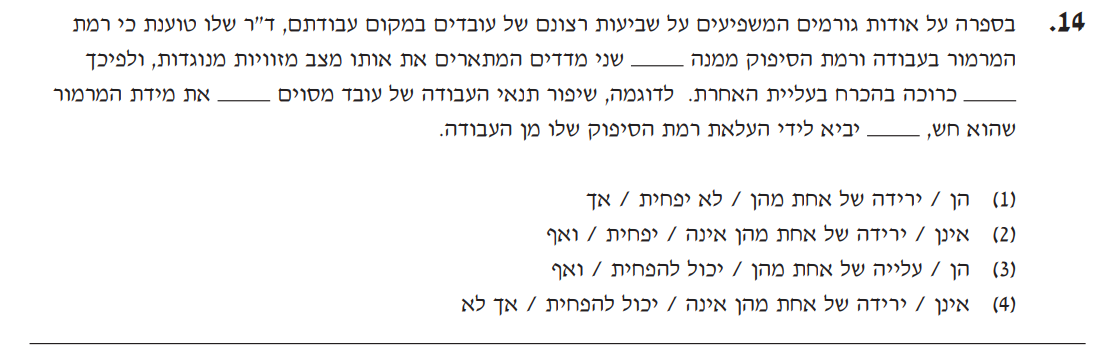 14. בספרה על אודות גורמים המשפיעים על שביעות רצונם של עובדים במקום עבודתם, ד"ר שלו טוענת כי רמת
המרמור בעבודה ורמת הסיפוק ממנה _____ שני מדדים המתארים את אותו מצב מזוויות מנוגדות, ולפיכך
_____ כרוכה בהכרח בעליית האחרת. לדוגמה, שיפור תנאי העבודה של עובד מסוים _____ את מידת המרמור
שהוא חש, _____ יביא לידי העלאת רמת הסיפוק שלו מן העבודה.
(1) הן / ירידה של אחת מהן / לא יפחית / אך
(2) אינן / ירידה של אחת מהן אינה / יפחית / ואף
(3) הן / עלייה של אחת מהן / יכול להפחית / ואף
(4) אינן / ירידה של אחת מהן אינה / יכול להפחית / אך לא